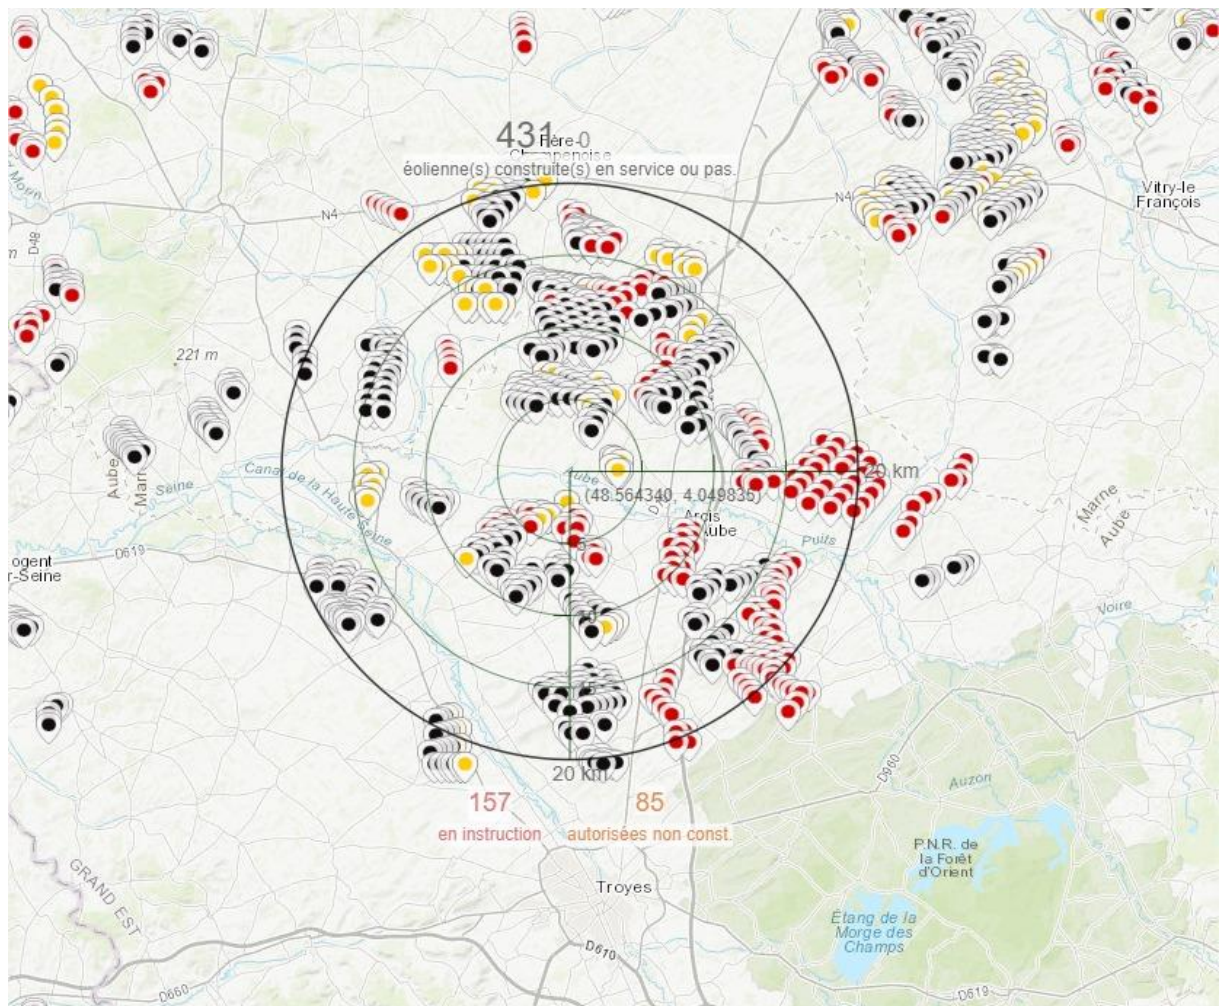 431
Fère-
0
Champenoise
éolienne(s) construite(s) en service ou pas.
N4
N4
Vitry-le
François
D48
221 m
Aube
Marn
Seine
Canal de la Haute Seine
20 km
(48.564340, 4.049835)
Arcis
Aube
Marne
Aube
Puits
D619
ogent
r-Seine
Voire
20 km
157
85
en instruction
autorisées non const.
D960
Auzon
P.N.R. de
la Forêt
d'Orient
GRAND EST
Troyes
Étang de la
Morge des
Champs
D610
D660
D619